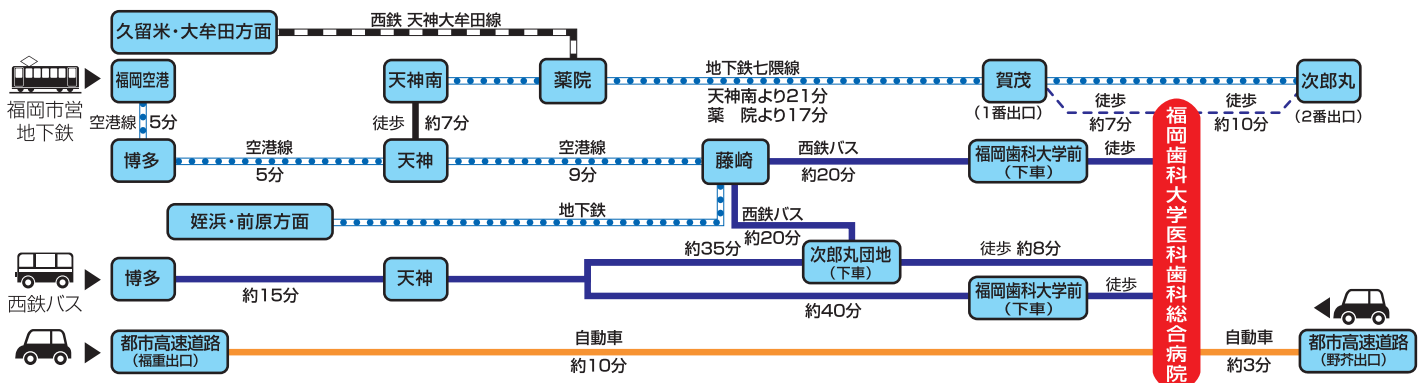 久留米・大牟田方面
西鉄 天神大牟田線
福岡市営
地下鉄
福岡空港
天神南
薬院
地下鉄七隈線
天神南より21分
薬　院より17分
賀茂
(1番出口)
次郎丸
(2番出口)
徒歩
約7分
徒歩
約10分
空港線
5分
徒歩
約7分
博多
空港線
5分
天神
空港線
9分
藤崎
西鉄バス
約20分
福岡歯科大学前
(下車)
徒歩
姪浜・前原方面
地下鉄
西鉄バス
約20分
西鉄バス
博多
約15分
天神
約35分
次郎丸団地
(下車)
徒歩 約8分
約40分
福岡歯科大学前
(下車)
徒歩
福岡歯科大学医科歯科総合病院
都市高速道路
(福重出口)
自動車
約10分
自動車
約3分
都市高速道路
(野芥出口)